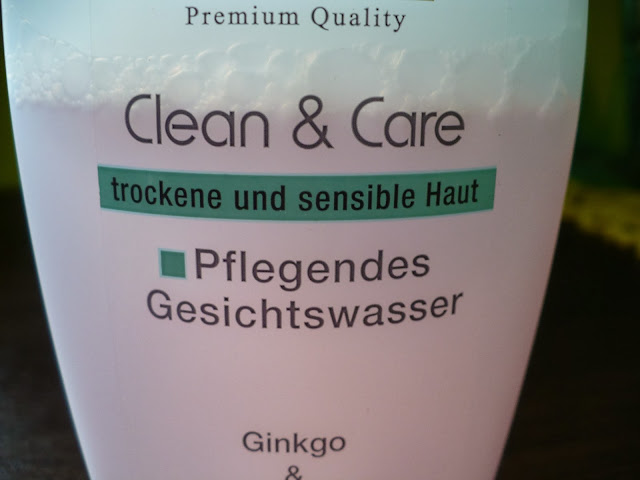 Premium Quality
Clean & Care
trockene und sensible Haut
Pflegendes
Gesichtswasser
Ginkgo
&